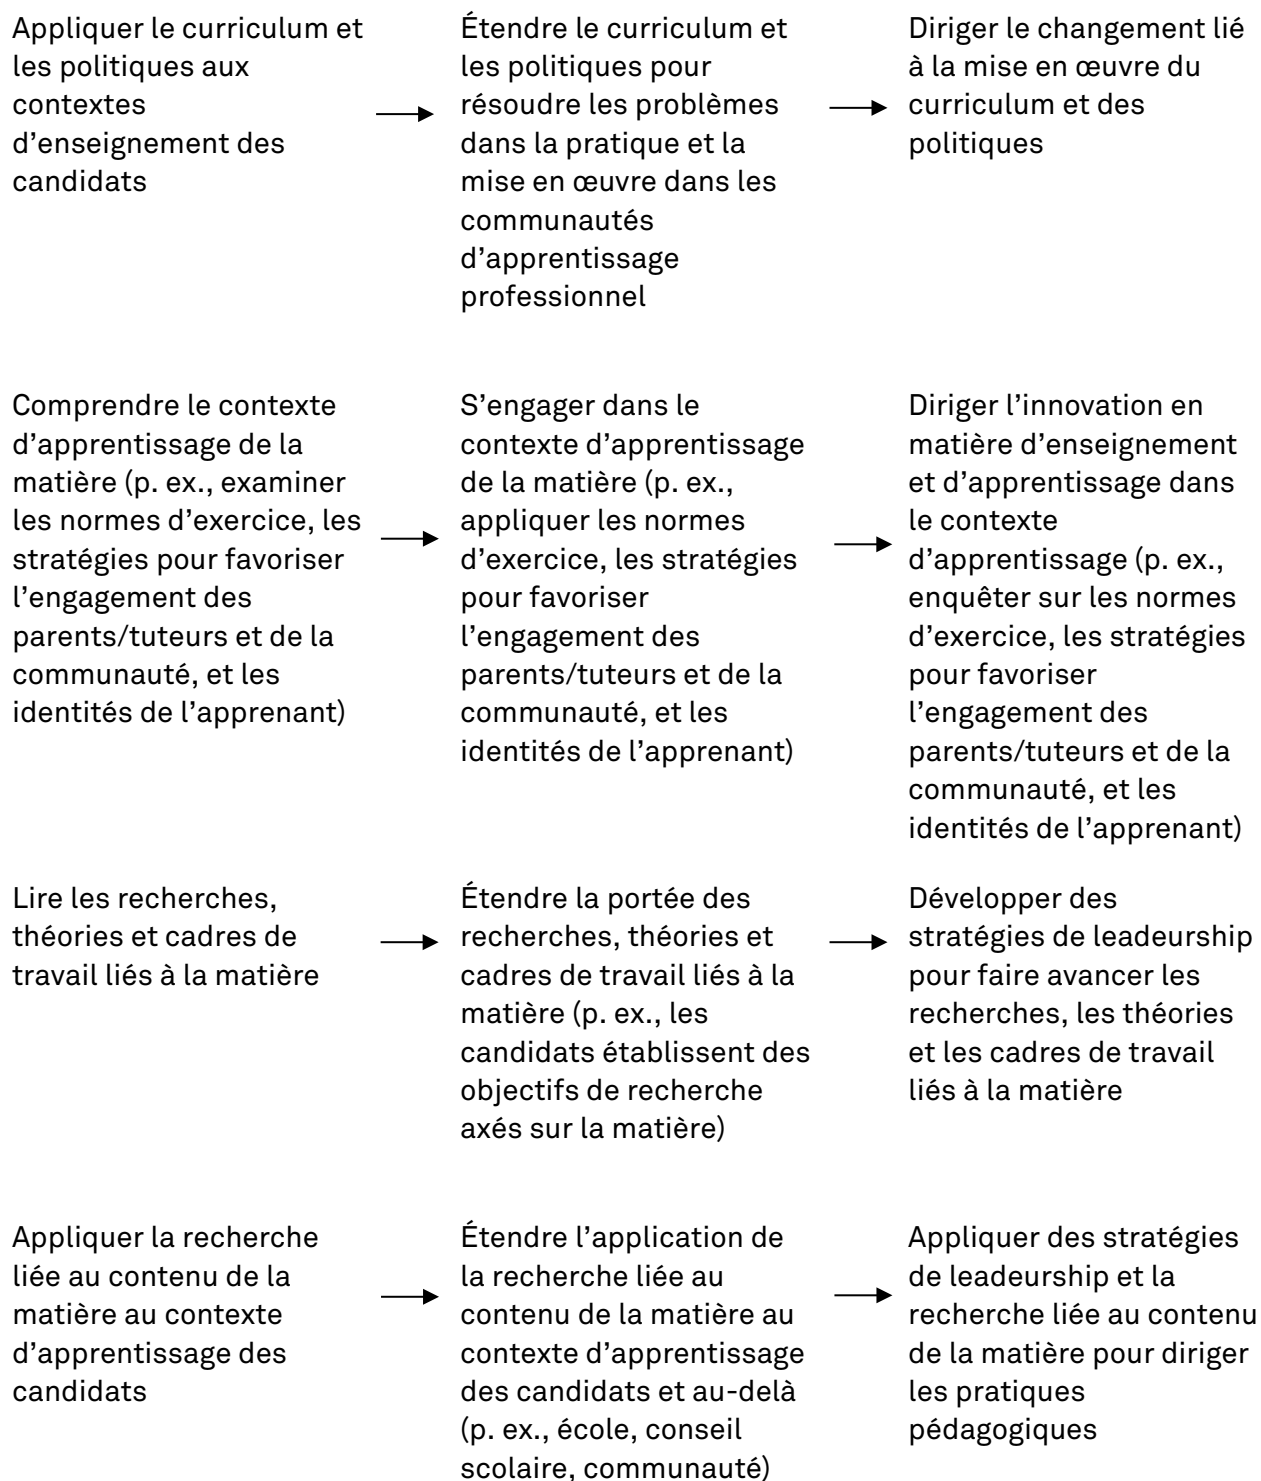 Appliquer le curriculum et
les politiques aux
contextes
d’enseignement des
candidats
Étendre le curriculum et
les politiques pour
résoudre les problèmes
dans la pratique et la
mise en œuvre dans les
communautés
d’apprentissage
professionnel
Diriger le changement lié
à la mise en œuvre du
curriculum et des
politiques
Comprendre le contexte
d’apprentissage de la
matière (p. ex., examiner
les normes d’exercice, les
stratégies pour favoriser
l’engagement des
parents/tuteurs et de la
communauté, et les
identités de l’apprenant)
S’engager dans le
contexte d’apprentissage
de la matière (p. ex.,
appliquer les normes
d’exercice, les stratégies
pour favoriser
l’engagement des
parents/tuteurs et de la
communauté, et les
identités de l’apprenant)
Diriger l’innovation en
matière d’enseignement
et d’apprentissage dans
le contexte
d’apprentissage (p. ex.,
enquêter sur les normes
d’exercice, les stratégies
pour favoriser
l’engagement des
parents/tuteurs et de la
communauté, et les
identités de l’apprenant)
Lire les recherches,
théories et cadres de
travail liés à la matière
Étendre la portée des
recherches, théories et
cadres de travail liés à la
matière (p. ex., les
candidats établissent des
objectifs de recherche
axés sur la matière)
Développer des
stratégies de leadeurship
pour faire avancer les
recherches, les théories
et les cadres de travail
liés à la matière
Appliquer la recherche
liée au contenu de la
matière au contexte
d’apprentissage des
candidats
Étendre l’application de
la recherche liée au
contenu de la matière au
contexte d’apprentissage
des candidats et au-delà
(p. ex., école, conseil
scolaire, communauté)
Appliquer des stratégies
de leadeurship et la
recherche liée au contenu
de la matière pour diriger
les pratiques
pédagogiques